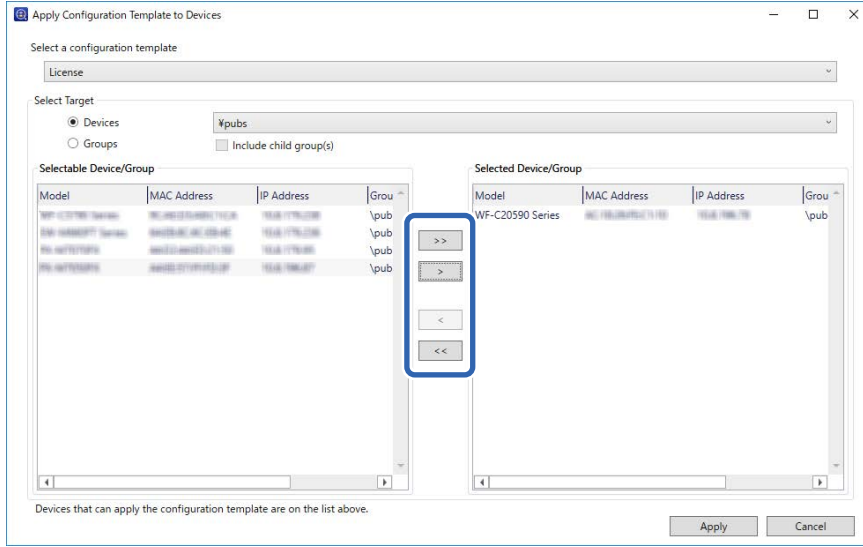 Apply Configuration Template to Devices
Select a configuration template
License
Select Target
Devices
¥pubs
Groups
Include child group(s)
Selectable Device/Group
Selected Device/Group
Model MAC Address IP Address Grou
Model MAC Address IP Address Grou
\pub
WF-C20590 Series \pub
\pub
\pub
\pub
>>
>
<
<<
Devices that can apply the configuration template are on the list above.
Apply Cancel